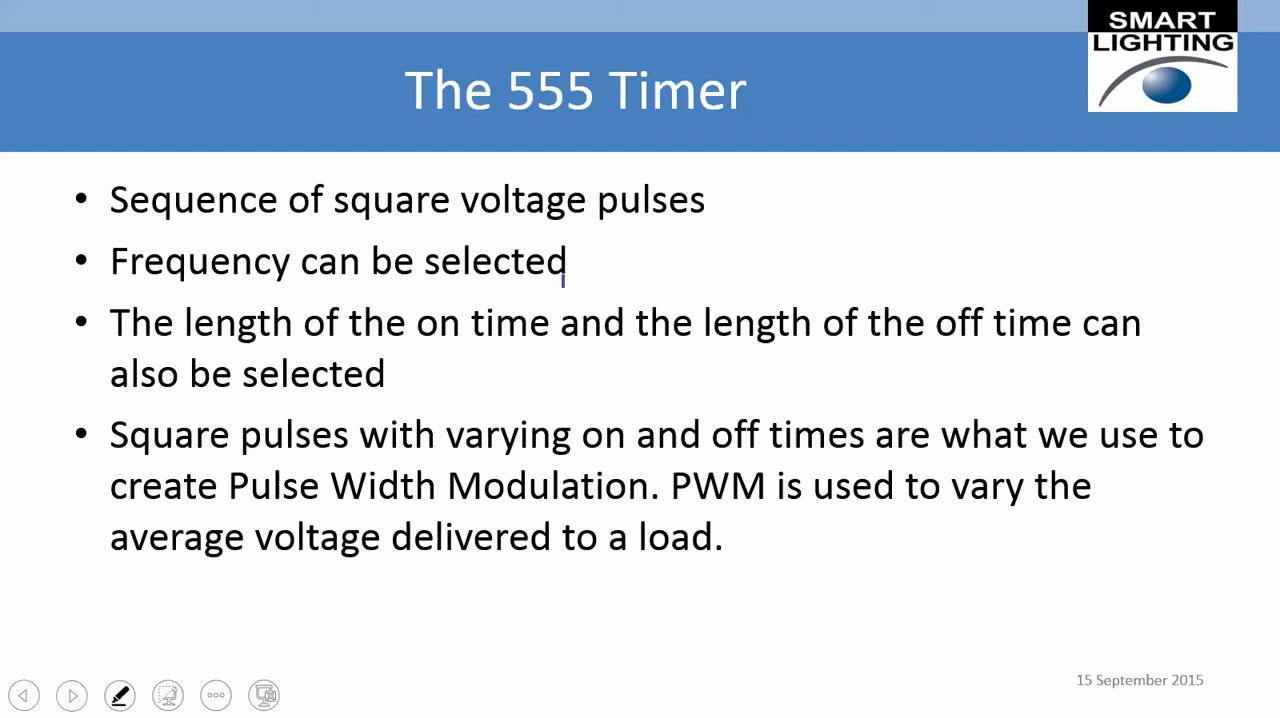 SMART
LIGHTING
The 555 Timer
• Sequence of square voltage pulses
• Frequency can be selected
• The length of the on time and the length of the off time can
also be selected
• Square pulses with varying on and off times are what we use to
create Pulse Width Modulation. PWM is used to vary the
average voltage delivered to a load.
15 September 2015